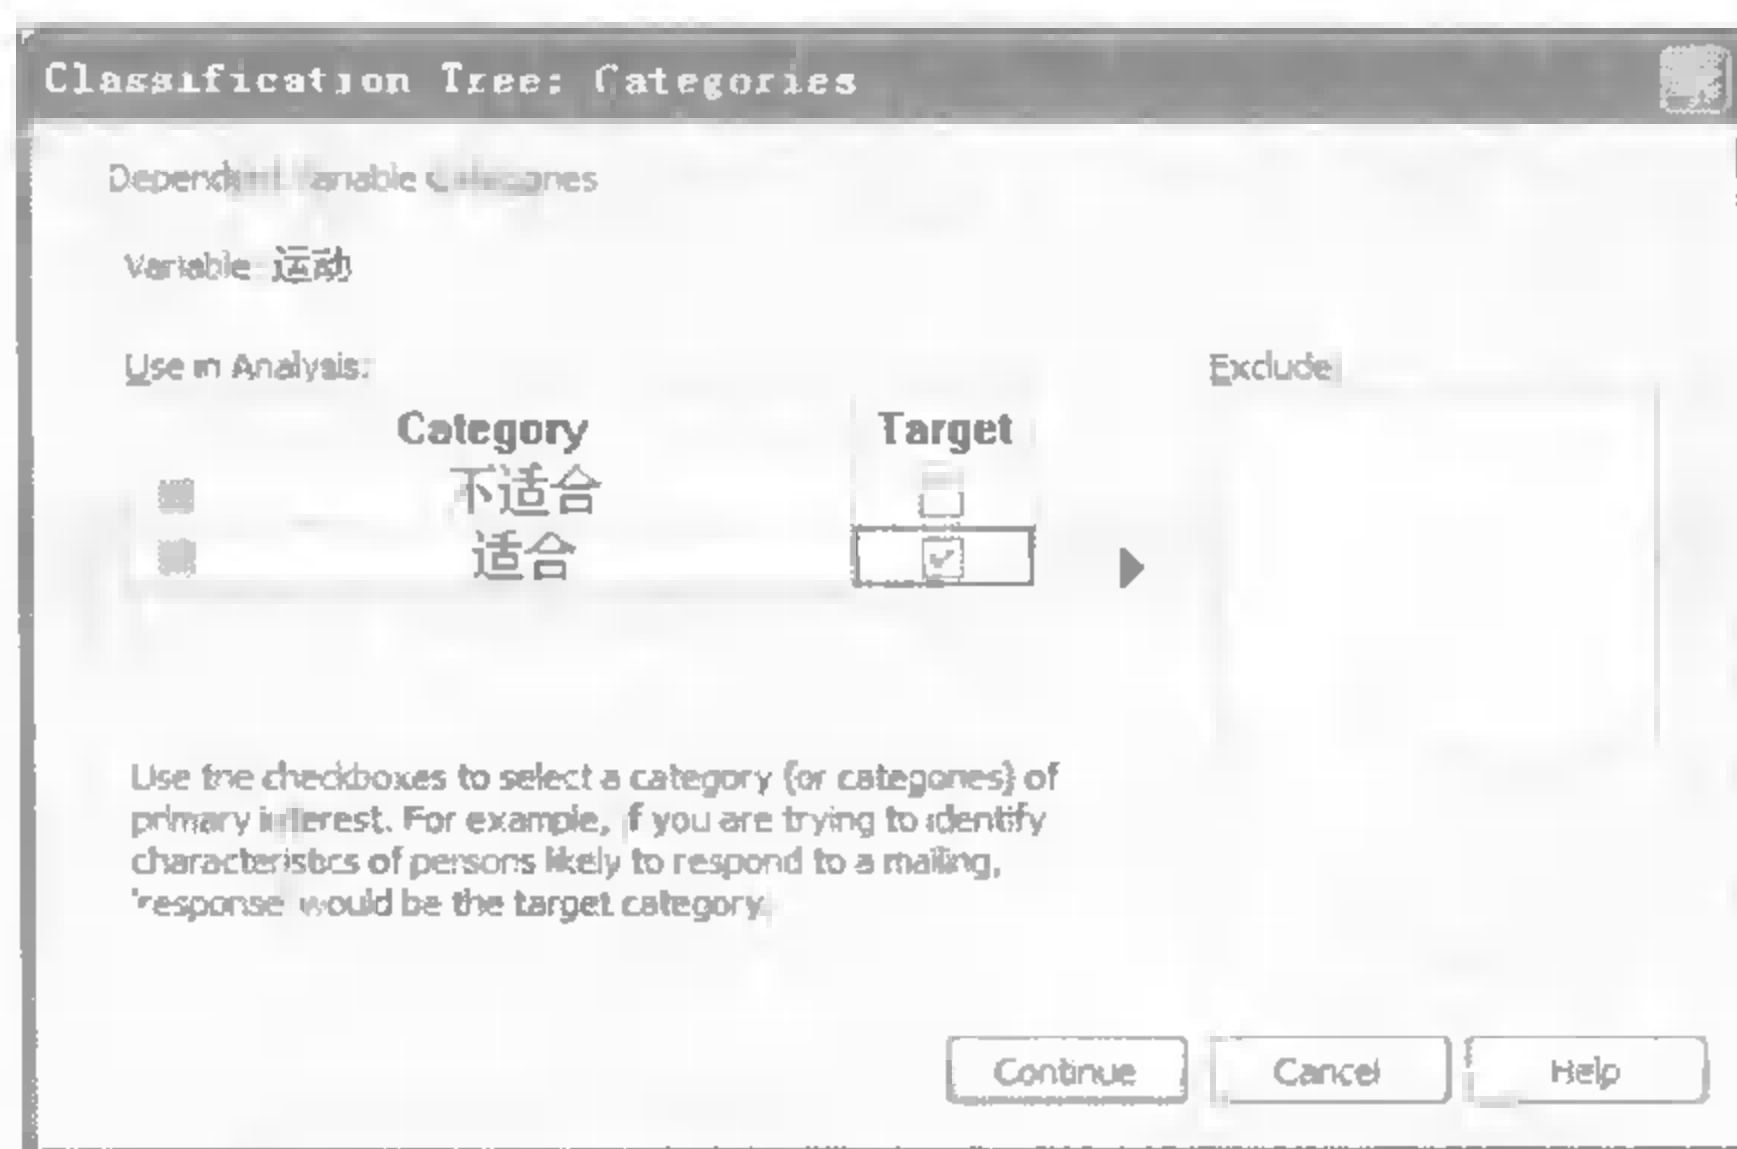 Classification Tree: Categories
Dependent Variable Categories
Variable: 运动
Use in Analysis:
Exclude:
Category Target
不适合
适合
Use the checkboxes to select a category (or categories) of
primary interest. For example, if you are trying to identify
characteristics of persons likely to respond to a mailing,
'response' would be the target category.
Continue Cancel Help